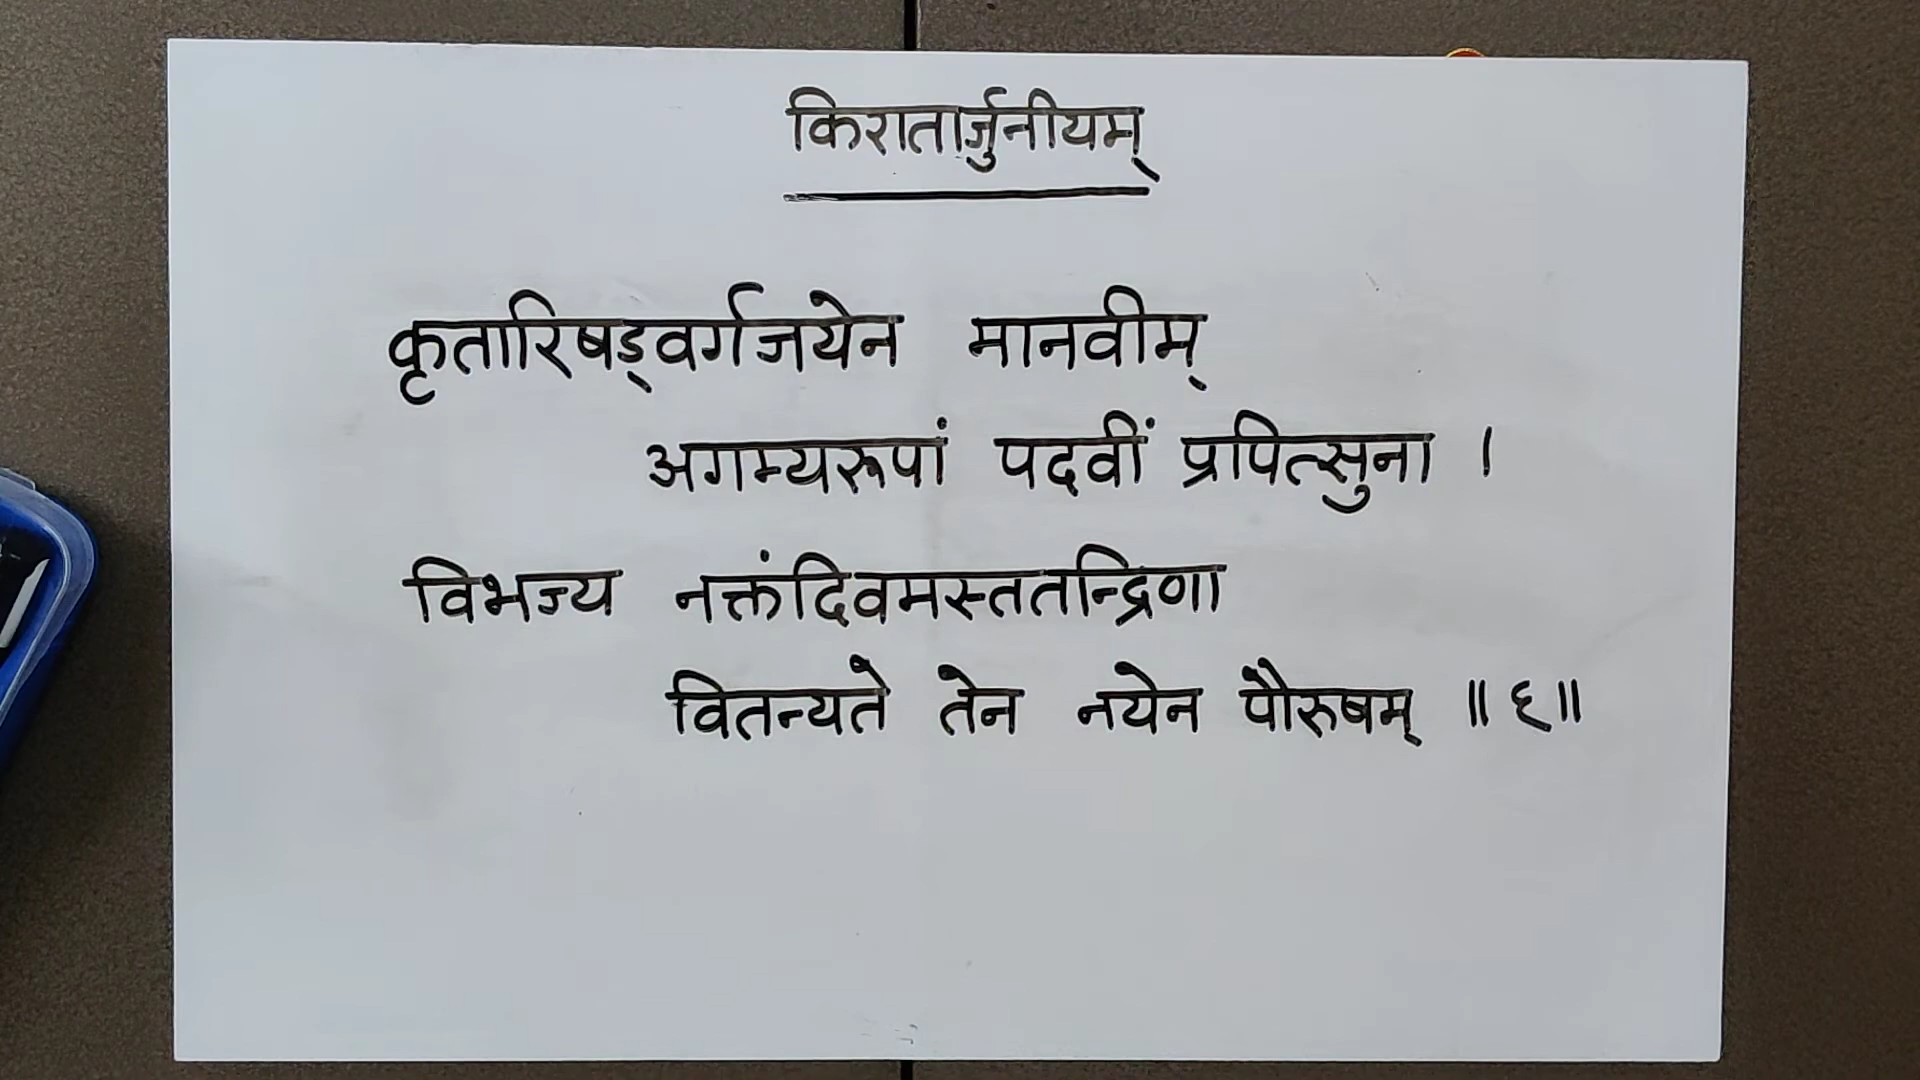 किरातार्जुनीयम्
कृतारिषड्वर्गजयेन मानवीम्
अगम्यरूपां पदवीं प्रपित्सुना ।
विभज्य नक्तंदिवमस्ततन्द्रिणा
वितन्यते तेन नयेन पौरुषम् ॥ ६॥